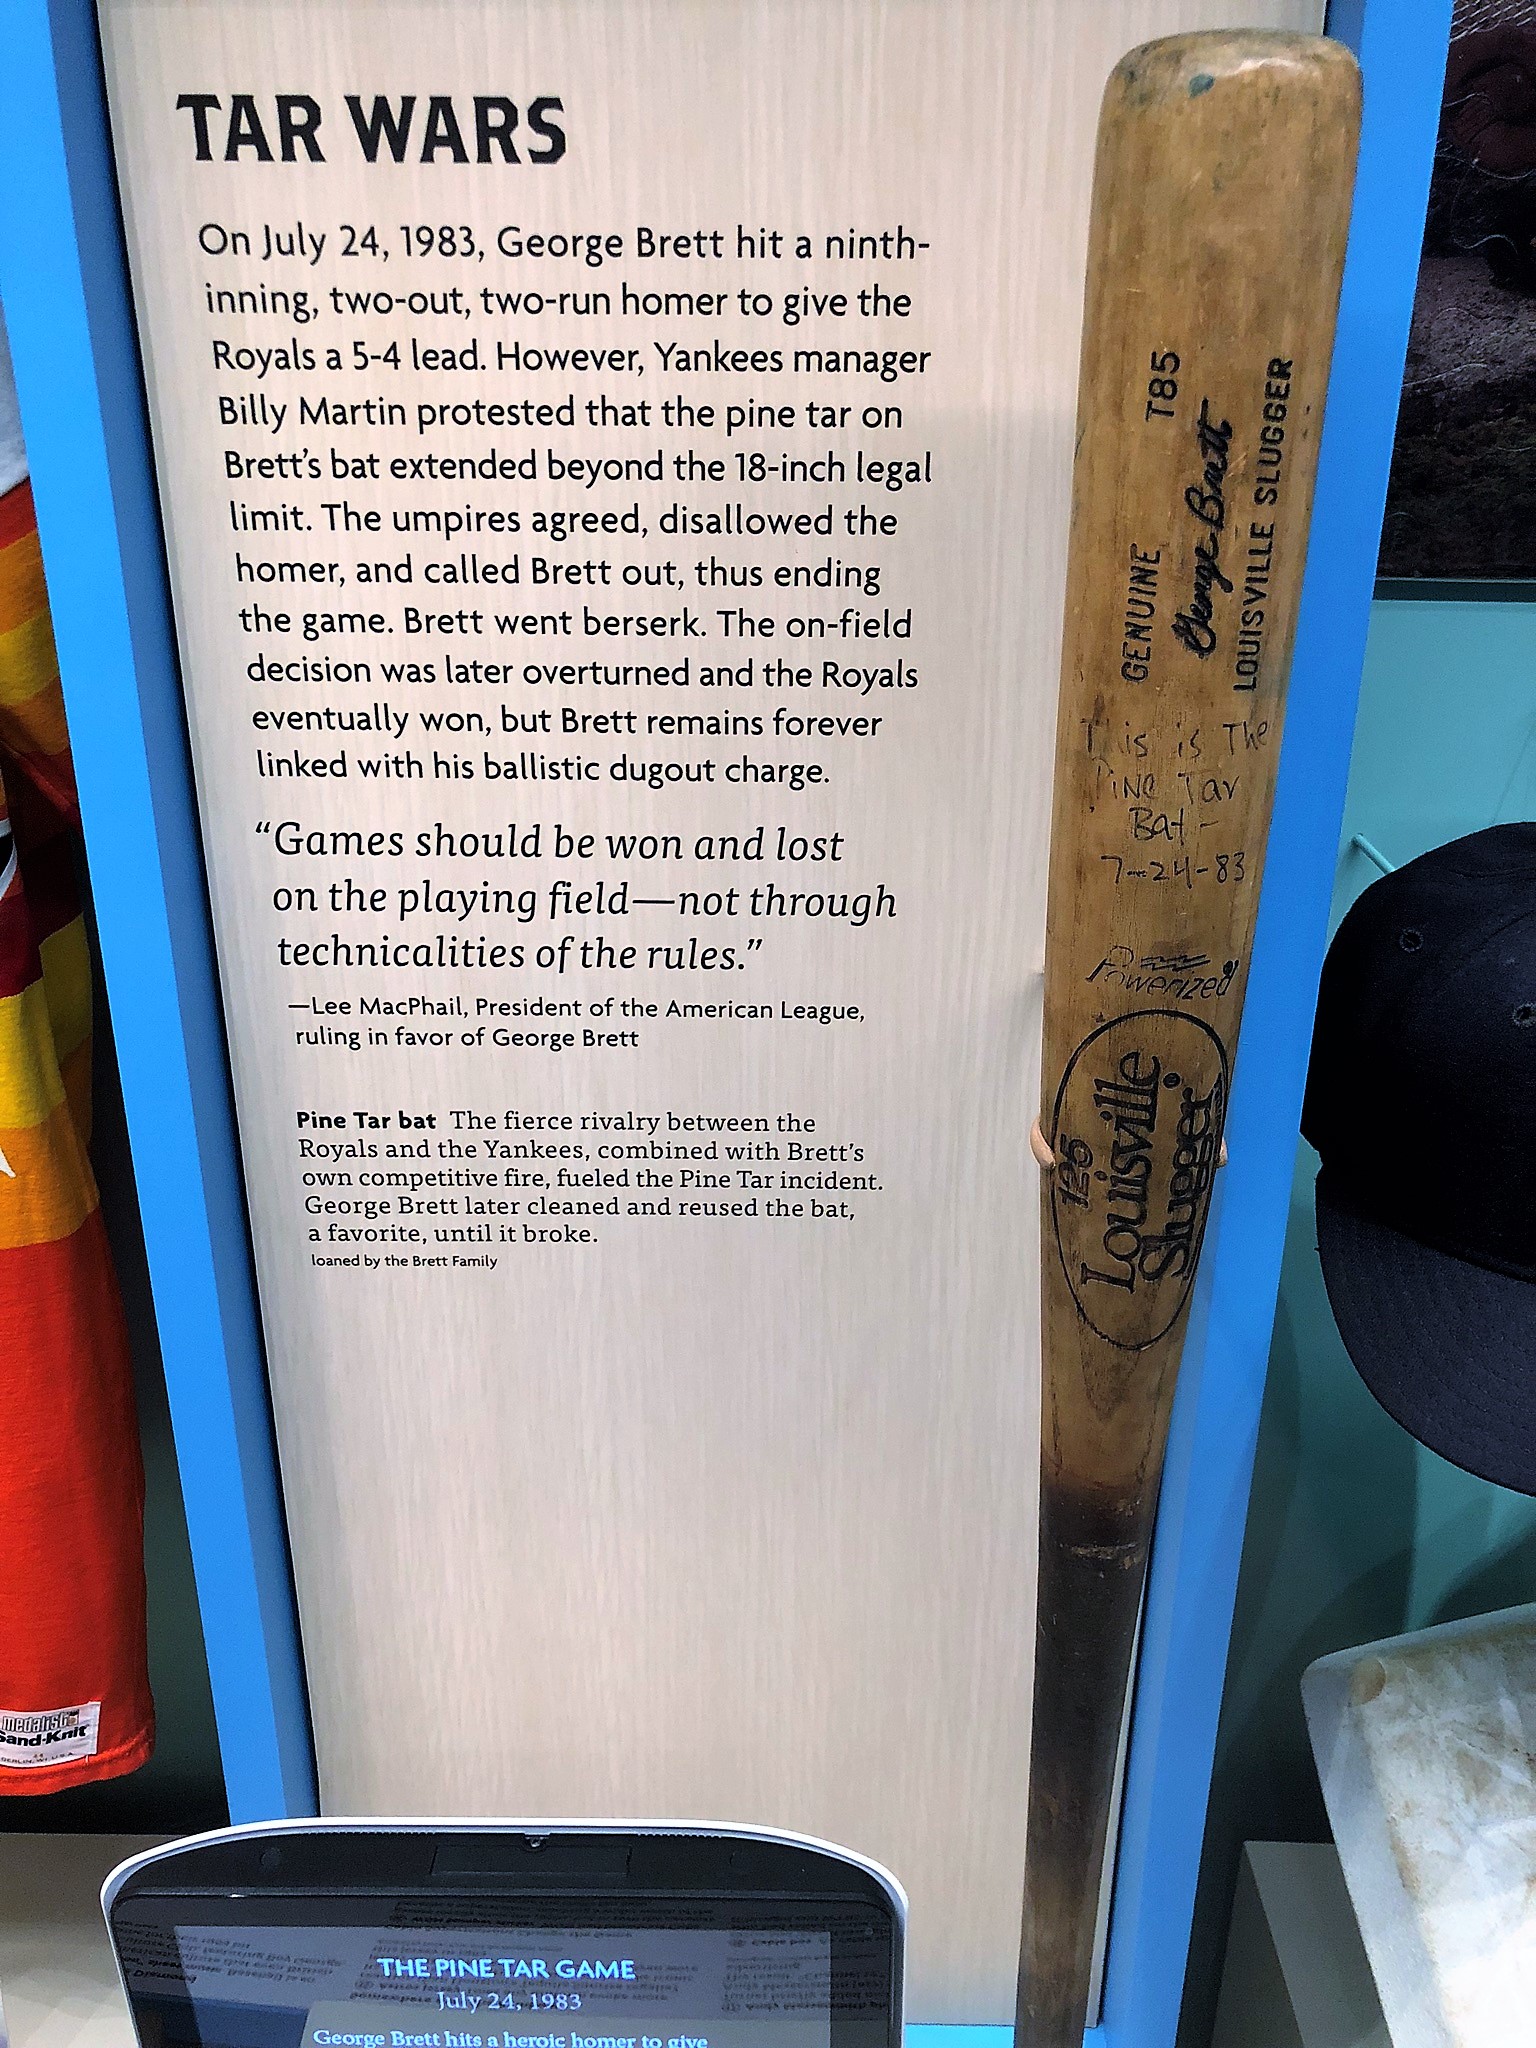 TAR WARS
On July 24, 1983, George Brett hit a ninth-
inning, two-out, two-run homer to give the
Royals a 5-4 lead. However, Yankees manager
Billy Martin protested that the pine tar on
Brett's bat extended beyond the 18-inch legal
limit. The umpires agreed, disallowed the
homer, and called Brett out, thus ending
the game. Brett went berserk. The on-field
decision was later overturned and the Royals
eventually won, but Brett remains forever
linked with his ballistic dugout charge.
“Games should be won and lost
on the playing field—not through
technicalities of the rules.”
—Lee MacPhail, President of the American League,
ruling in favor of George Brett
Pine Tar bat The fierce rivalry between the
Royals and the Yankees, combined with Brett's
own competitive fire, fueled the Pine Tar incident.
George Brett later cleaned and reused the bat,
a favorite, until it broke.
loaned by the Brett Family
GENUINE T85
George Brett
LOUISVILLE SLUGGER
This is The
Pine Tar
Bat -
7-24-83
Powerized
125
Louisville
Slugger
medalist
Sand-Knit
THE PINE TAR GAME
July 24, 1983
George Brett hits a heroic homer to give